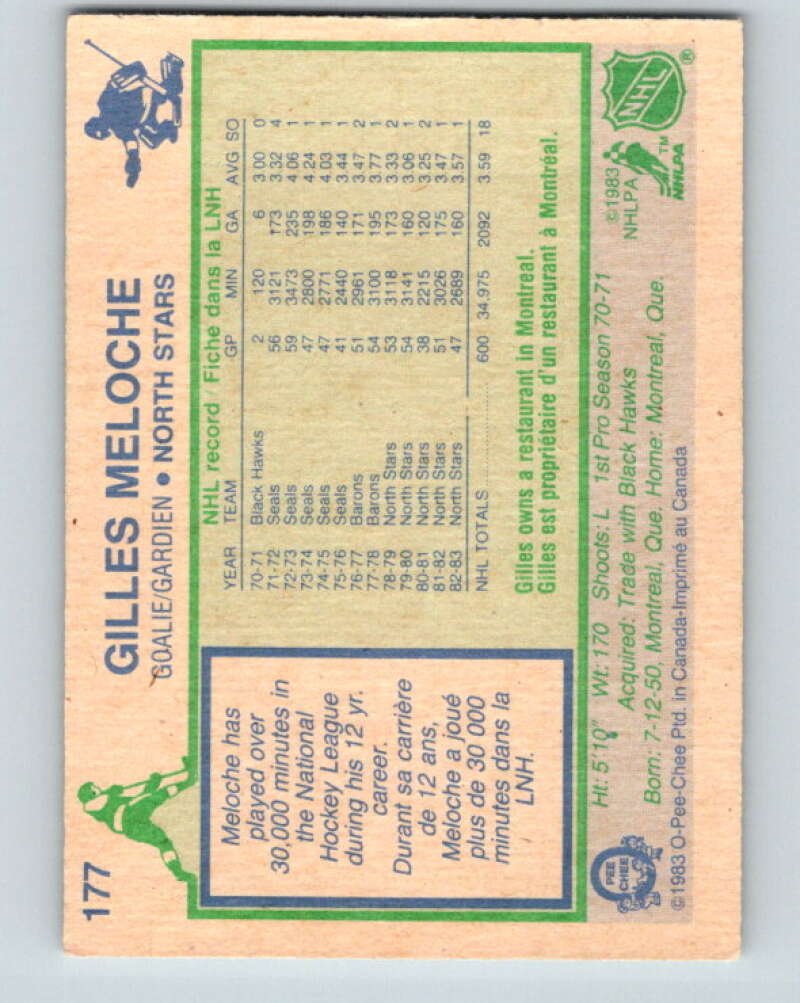 177
GILLES MELOCHE
GOALIE/GARDIEN • NORTH STARS
Meloche has
played over
30,000 minutes in
the National
Hockey League
during his 12 yr.
career.
Durant sa carrière
de 12 ans,
Meloche a joué
plus de 30 000
minutes dans la
LNH.
NHL record / Fiche dans la LNH
YEAR TEAM GP MIN GA AVG SO
70-71 Black Hawks 2 120 6 3.00 0
71-72 Seals 56 3121 173 3.32 4
72-73 Seals 59 3473 235 4.06 1
73-74 Seals 47 2800 198 4.24 1
74-75 Seals 47 2771 186 4.03 1
75-76 Seals 41 2440 140 3.44 1
76-77 Barons 51 2961 171 3.47 2
77-78 Barons 54 3100 195 3.77 1
78-79 North Stars 53 3118 173 3.33 2
79-80 North Stars 54 3141 160 3.06 1
80-81 North Stars 38 2215 120 3.25 2
81-82 North Stars 51 3026 175 3.47 1
82-83 North Stars 47 2689 160 3.57 1
NHL TOTALS 600 34.975 2092 3.59 18
Gilles owns a restaurant in Montreal.
Gilles est propriétaire d'un restaurant à Montréal.
Ht: 5'10" Wt: 170 Shoots: L 1st Pro Season 70-71
Acquired: Trade with Black Hawks
Born: 7-12-50, Montreal, Que. Home: Montreal, Que.
©1983 O-Pee-Chee Ptd. in Canada-Imprimé au Canada
O
PEE
CHEE
©1983
NHLPA
TM
NHLPA
NHL
®